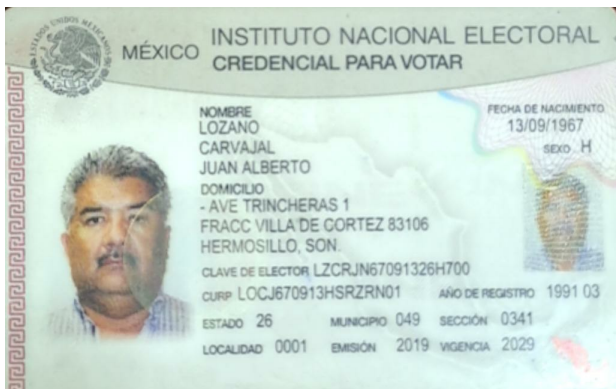 ESTADOS UNIDOS MEXICANOS
MÉXICO INSTITUTO NACIONAL ELECTORAL
CREDENCIAL PARA VOTAR
NOMBRE
LOZANO
CARVAJAL
JUAN ALBERTO
FECHA DE NACIMIENTO
13/09/1967
SEXO H
DOMICILIO
- AVE TRINCHERAS 1
FRACC VILLA DE CORTEZ 83106
HERMOSILLO, SON.
CLAVE DE ELECTOR LZCRJN67091326H700
CURP LOCJ670913HSRZRN01 AÑO DE REGISTRO 1991 03
ESTADO 26 MUNICIPIO 049 SECCIÓN 0341
LOCALIDAD 0001 EMISIÓN 2019 VIGENCIA 2029